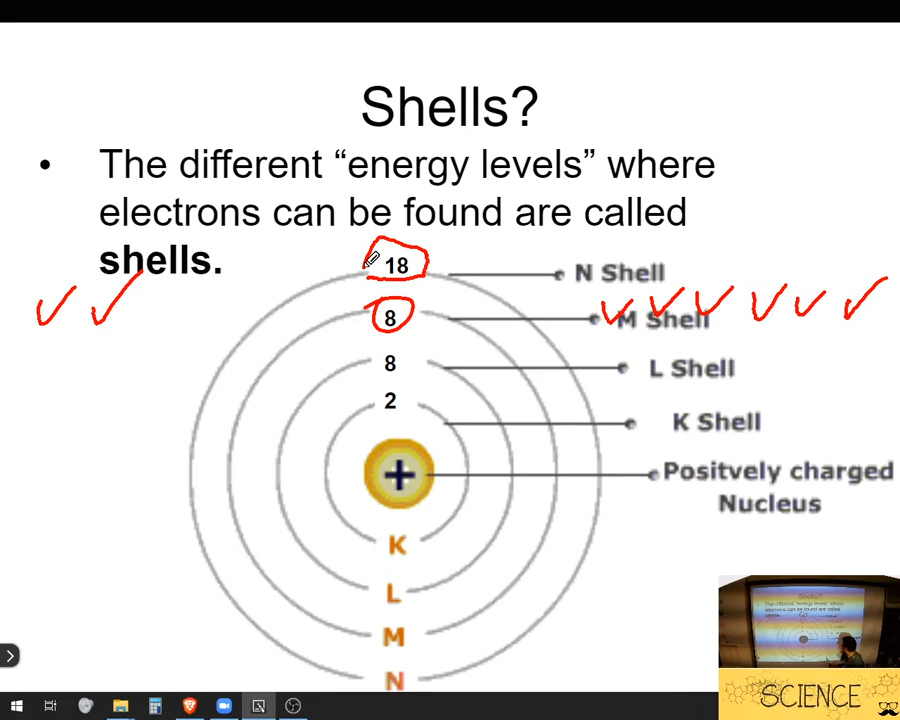 Shells?
• The different “energy levels” where
electrons can be found are called
shells.
18
N Shell
8
M Shell
8
L Shell
2
K Shell
+
Positvely charged
Nucleus
K
L
M
N
Shells?
SCIENCE